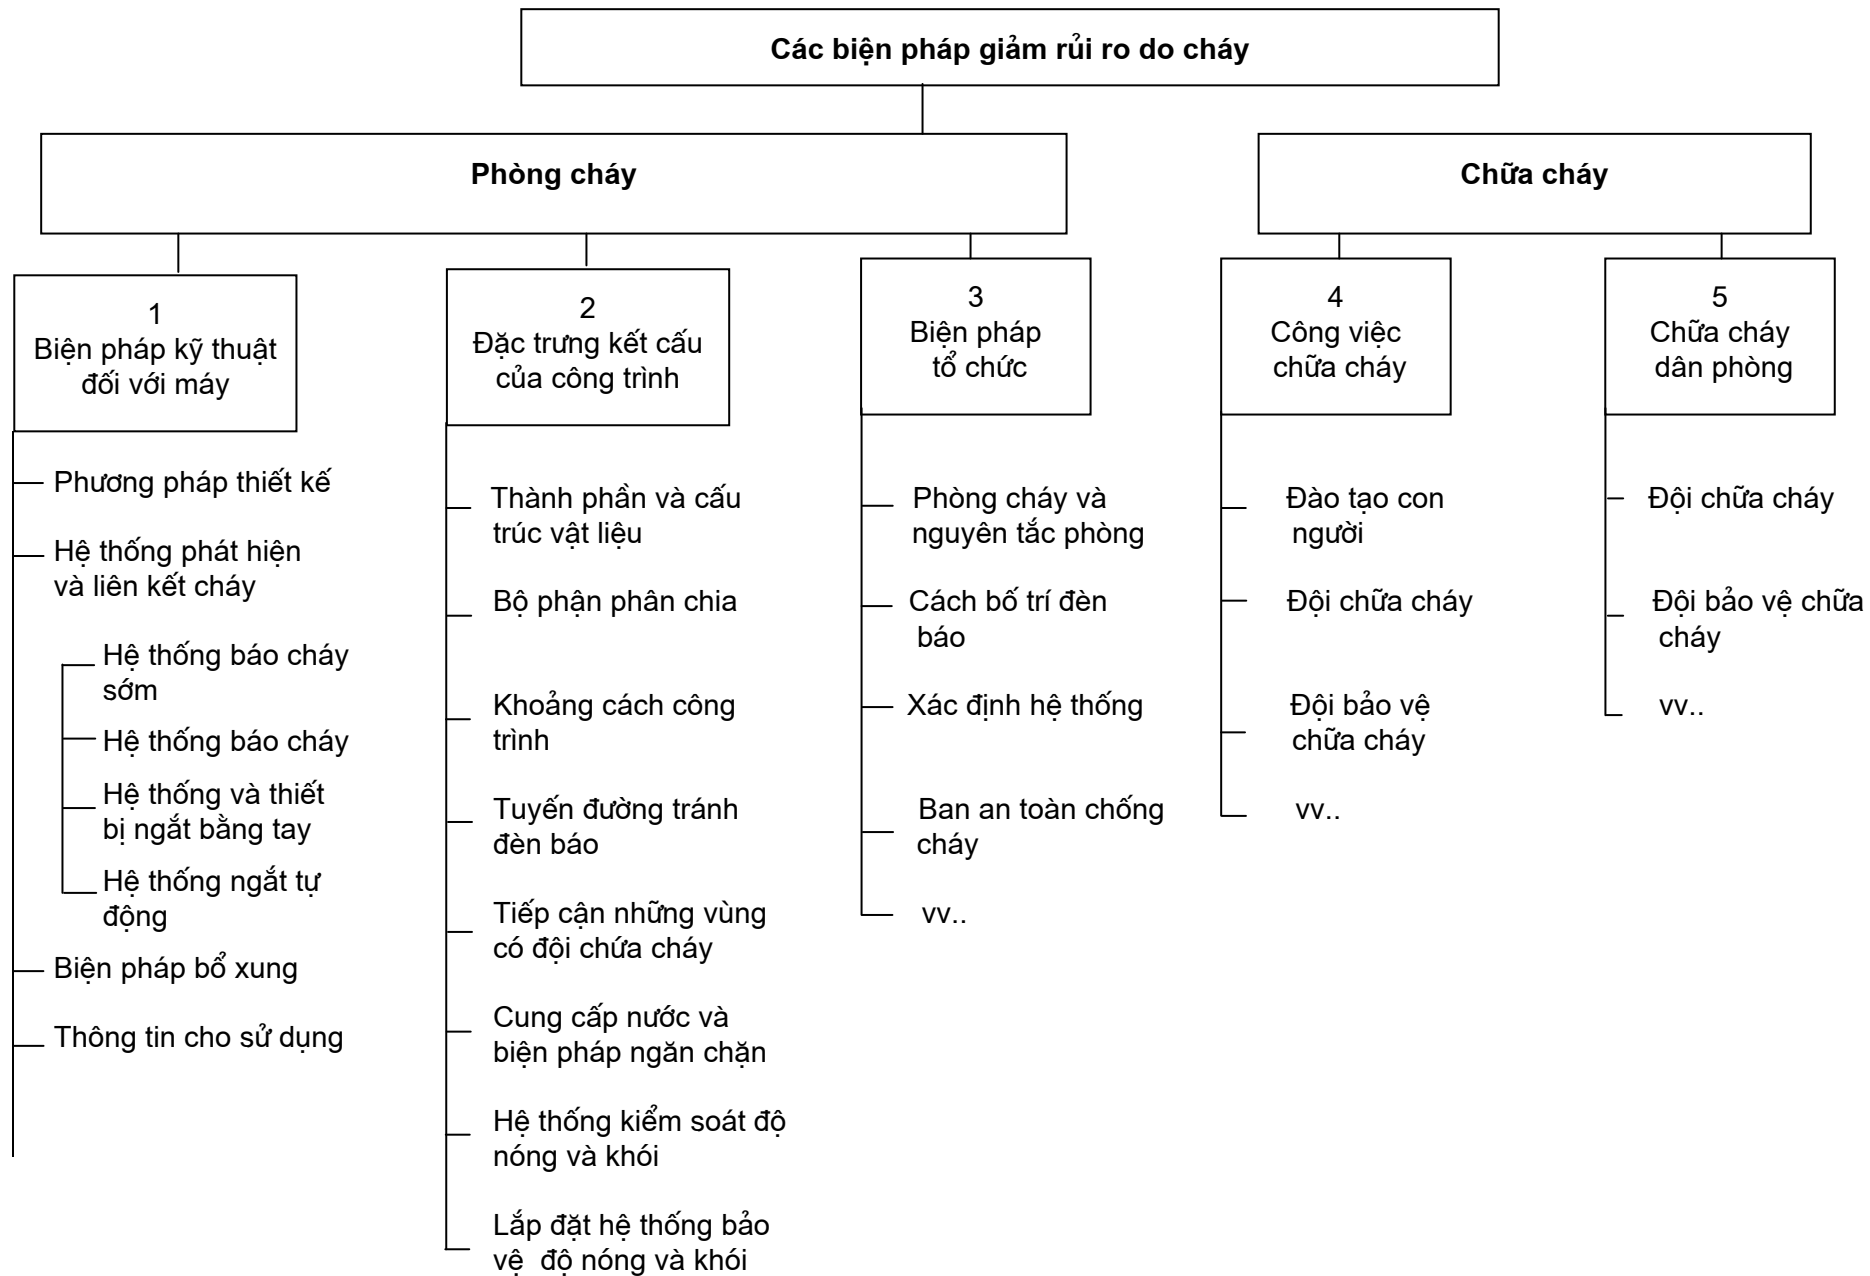 Các biện pháp giảm rủi ro do cháy
Phòng cháy
Chữa cháy
1
Biện pháp kỹ thuật
đối với máy
2
Đặc trưng kết cấu
của công trình
3
Biện pháp
tổ chức
4
Công việc
chữa cháy
5
Chữa cháy
dân phòng
Phương pháp thiết kế
Hệ thống phát hiện
và liên kết cháy
Hệ thống báo cháy
sớm
Hệ thống báo cháy
Hệ thống và thiết
bị ngắt bằng tay
Hệ thống ngắt tự
động
Biện pháp bổ xung
Thông tin cho sử dụng
Thành phần và cấu
trúc vật liệu
Bộ phận phân chia
Khoảng cách công
trình
Tuyến đường tránh
đèn báo
Tiếp cận những vùng
có đội chứa cháy
Cung cấp nước và
biện pháp ngăn chặn
Hệ thống kiểm soát độ
nóng và khói
Lắp đặt hệ thống bảo
vệ độ nóng và khói
Phòng cháy và
nguyên tắc phòng
Cách bố trí đèn
báo
Xác định hệ thống
Ban an toàn chống
cháy
vv..
Đào tạo con
người
Đội chữa cháy
Đội bảo vệ
chữa cháy
vv..
Đội chữa cháy
Đội bảo vệ chữa
cháy
vv..